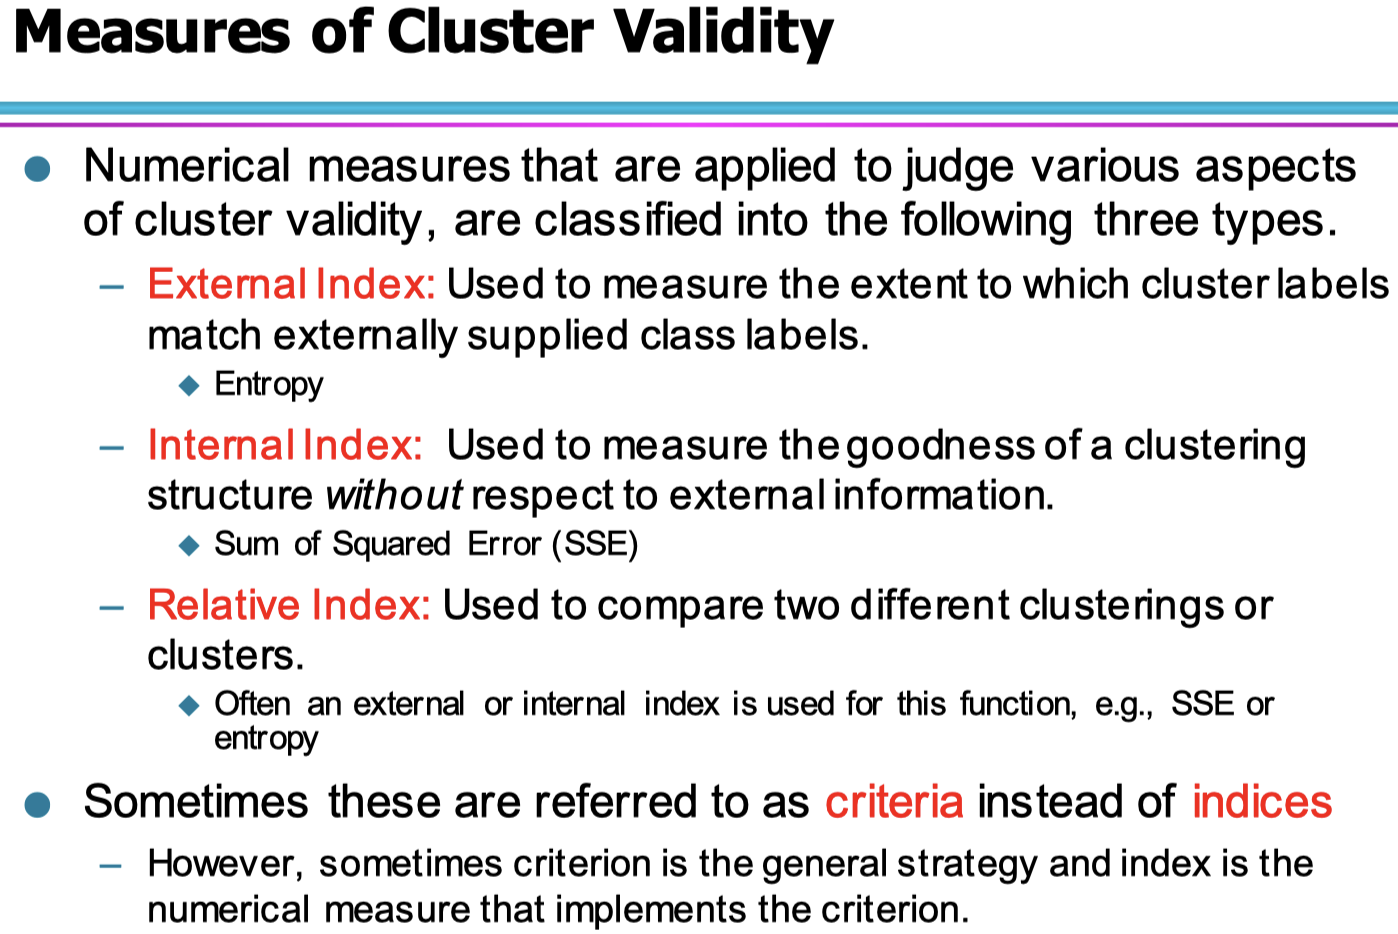 Measures of Cluster Validity
Numerical measures that are applied to judge various aspects
of cluster validity, are classified into the following three types.
– External Index: Used to measure the extent to which cluster labels
match externally supplied class labels.
Entropy
– Internal Index: Used to measure the goodness of a clustering
structure without respect to external information.
Sum of Squared Error (SSE)
– Relative Index: Used to compare two different clusterings or
clusters.
Often an external or internal index is used for this function, e.g., SSE or
entropy
Sometimes these are referred to as criteria instead of indices
– However, sometimes criterion is the general strategy and index is the
numerical measure that implements the criterion.